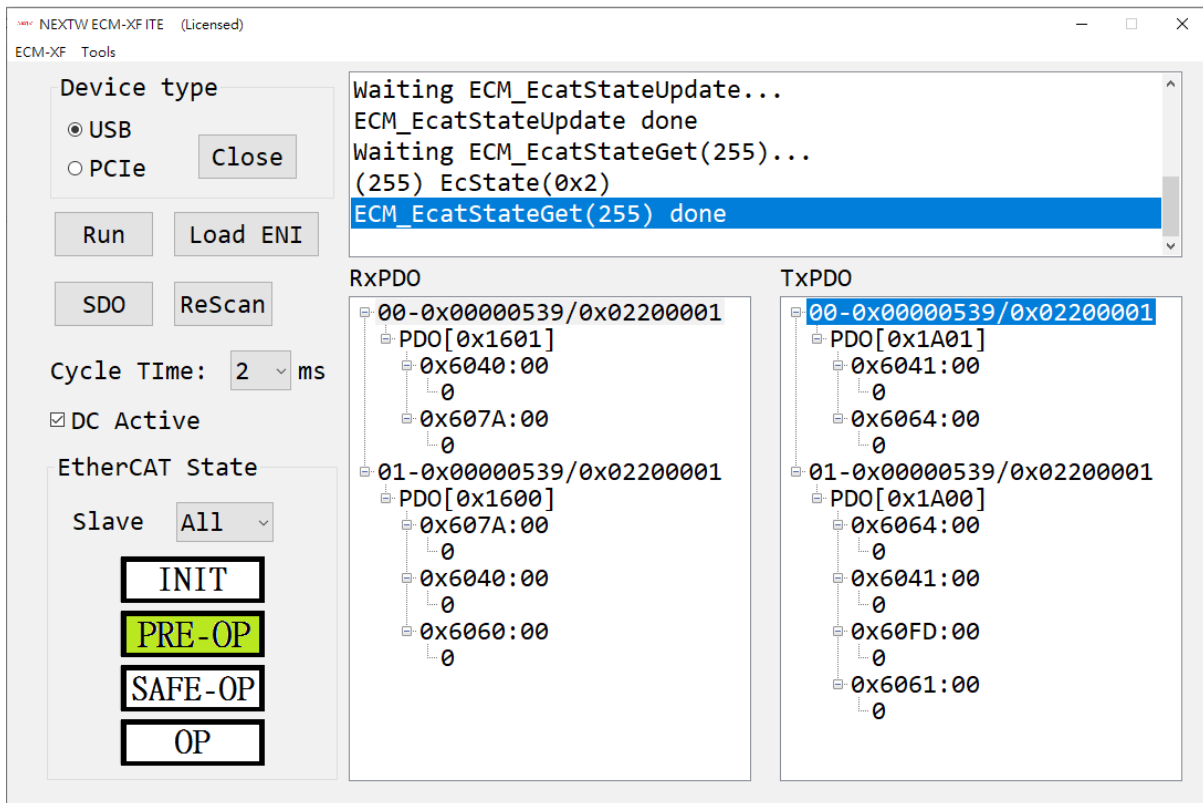 NEXTW ECM-XF ITE (Licensed)
ECM-XF Tools
Device type
USB
PCIe
Close
Run
Load ENI
SDO
ReScan
Cycle TIme: 2 ms
DC Active
EtherCAT State
Slave All
INIT
PRE-OP
SAFE-OP
OP
Waiting ECM_EcatStateUpdate...
ECM_EcatStateUpdate done
Waiting ECM_EcatStateGet(255)...
(255) EcState(0x2)
ECM_EcatStateGet(255) done
RxPDO
00-0x00000539/0x02200001
PDO[0x1601]
0x6040:00
0
0x607A:00
0
01-0x00000539/0x02200001
PDO[0x1600]
0x607A:00
0
0x6040:00
0
0x6060:00
0
TxPDO
00-0x00000539/0x02200001
PDO[0x1A01]
0x6041:00
0
0x6064:00
0
01-0x00000539/0x02200001
PDO[0x1A00]
0x6064:00
0
0x6041:00
0
0x60FD:00
0
0x6061:00
0